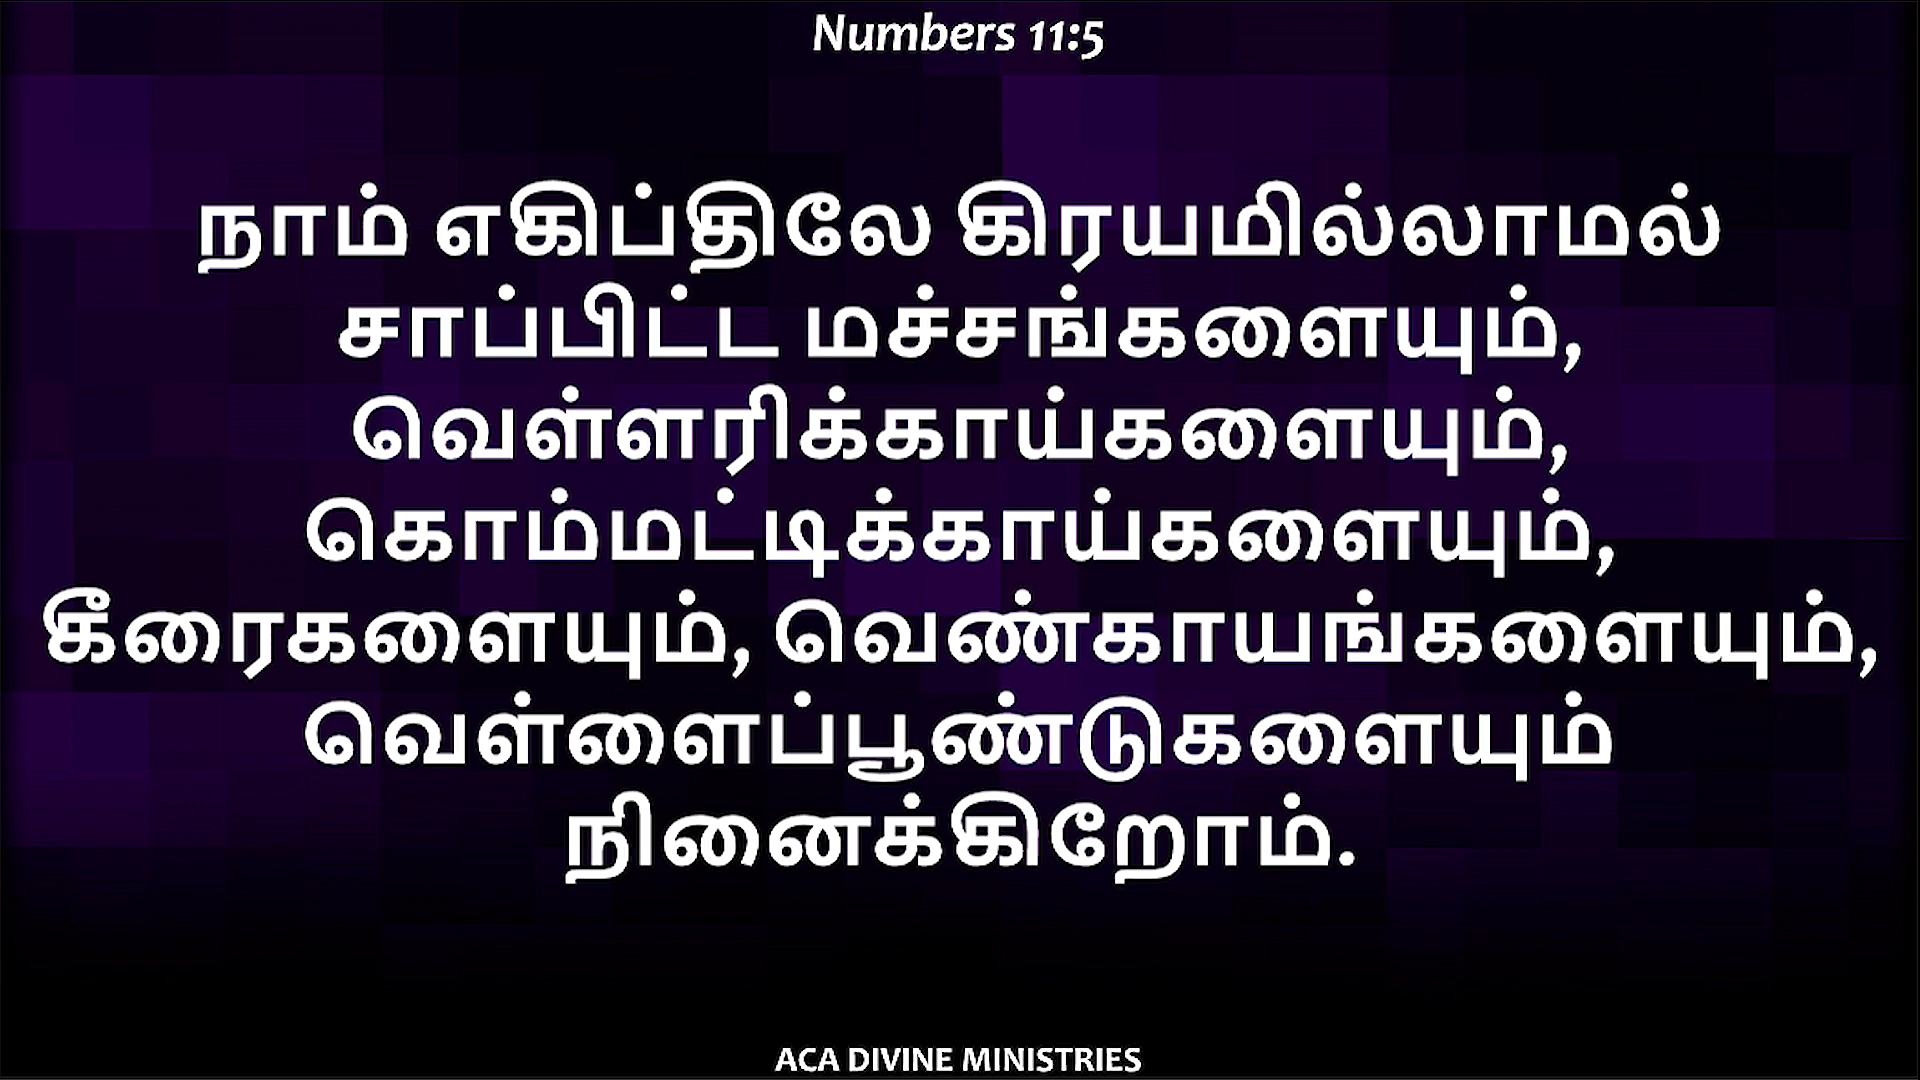 Numbers 11:5
நாம் எகிப்திலே கிரயமில்லாமல்
சாப்பிட்ட மச்சங்களையும்,
வெள்ளரிக்காய்களையும்,
கொம்மட்டிக்காய்களையும்,
கீரைகளையும், வெண்காயங்களையும்,
வெள்ளைப்பூண்டுகளையும்
நினைக்கிறோம்.
ACA DIVINE MINISTRIES